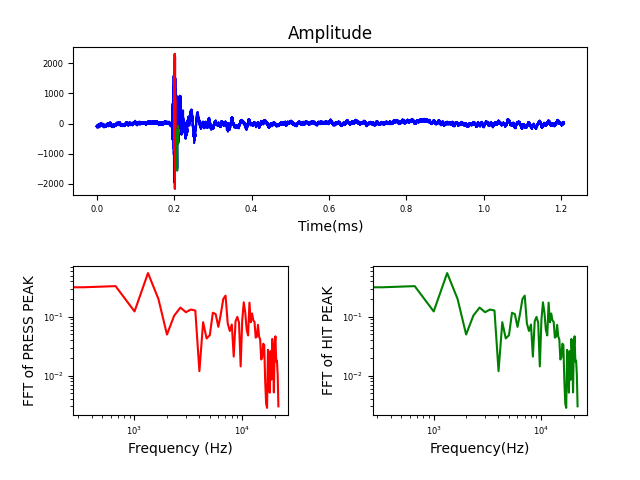 Amplitude
2000
1000
0
−1000
−2000
0.0 0.2 0.4 0.6 0.8 1.0 1.2
Time(ms)
FFT of PRESS PEAK
10⁻¹
10⁻²
10³ 10⁴
Frequency (Hz)
FFT of HIT PEAK
10⁻¹
10⁻²
10³ 10⁴
Frequency(Hz)